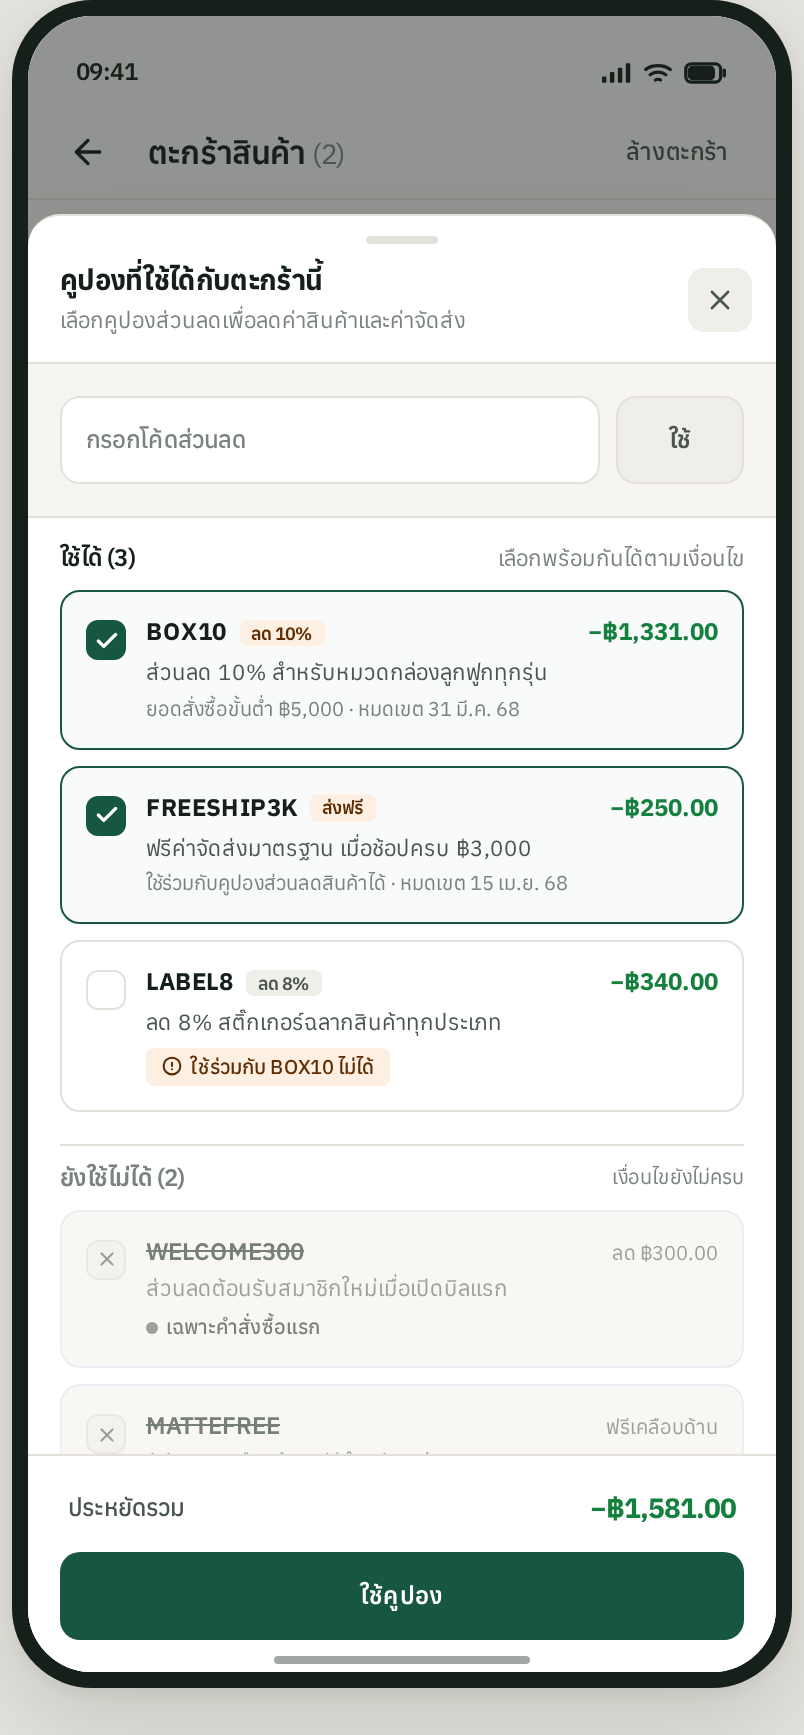 09:41
ตะกร้าสินค้า (2)
ล้างตะกร้า
คูปองที่ใช้ได้กับตะกร้านี้
เลือกคูปองส่วนลดเพื่อลดค่าสินค้าและค่าจัดส่ง
กรอกโค้ดส่วนลด
ใช้
ใช้ได้ (3)
เลือกพร้อมกันได้ตามเงื่อนไข
BOX10 ลด 10% −฿1,331.00
ส่วนลด 10% สำหรับหมวดกล่องลูกฟูกทุกรุ่น
ยอดสั่งซื้อขั้นต่ำ ฿5,000 · หมดเขต 31 มี.ค. 68
FREESHIP3K ส่งฟรี −฿250.00
ฟรีค่าจัดส่งมาตรฐาน เมื่อช้อปครบ ฿3,000
ใช้ร่วมกับคูปองส่วนลดสินค้าได้ · หมดเขต 15 เม.ย. 68
LABEL8 ลด 8% −฿340.00
ลด 8% สติ๊กเกอร์ฉลากสินค้าทุกประเภท
ใช้ร่วมกับ BOX10 ไม่ได้
ยังใช้ไม่ได้ (2)
เงื่อนไขยังไม่ครบ
WELCOME300 ลด ฿300.00
ส่วนลดต้อนรับสมาชิกใหม่เมื่อเปิดบิลแรก
เฉพาะคำสั่งซื้อแรก
MATTEFREE ฟรีเคลือบด้าน
ประหยัดรวม −฿1,581.00
ใช้คูปอง